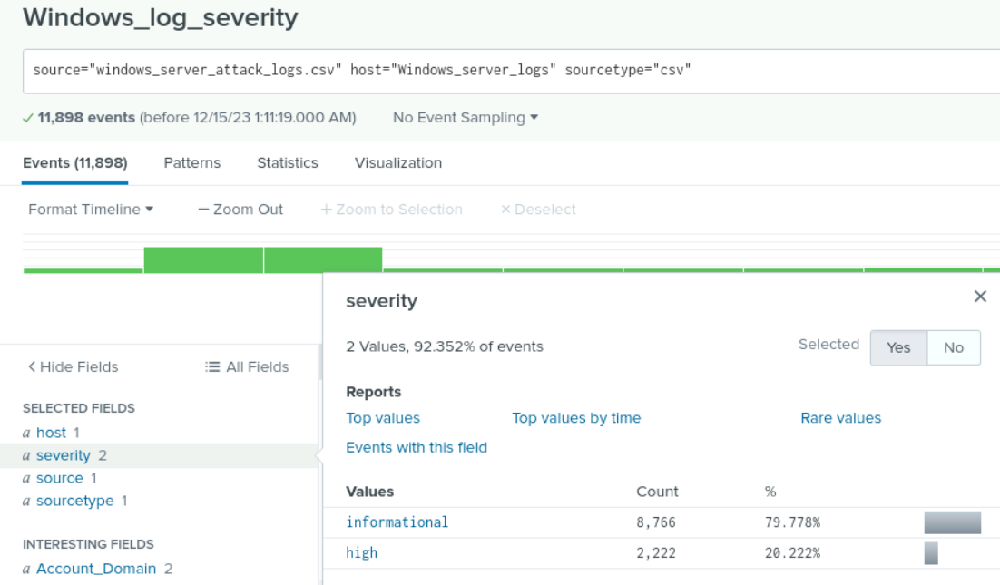 Windows_log_severity
source="windows_server_attack_logs.csv" host="Windows_server_logs" sourcetype="csv"
✓ 11,898 events (before 12/15/23 1:11:19.000 AM) No Event Sampling ▾
Events (11,898) Patterns Statistics Visualization
Format Timeline ▾ — Zoom Out + Zoom to Selection × Deselect
severity ×
2 Values, 92.352% of events Selected Yes No
< Hide Fields All Fields
Reports
SELECTED FIELDS
Top values Top values by time Rare values
a host 1
Events with this field
a severity 2
a source 1
Values Count %
a sourcetype 1
informational 8,766 79.778%
INTERESTING FIELDS
high 2,222 20.222%
a Account_Domain 2